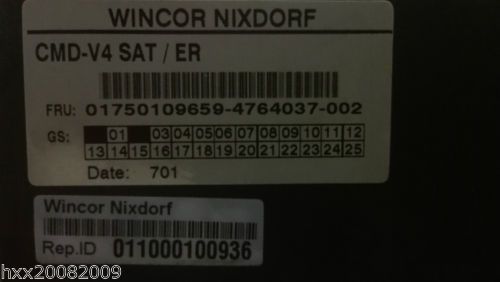 WINCOR NIXDORF
CMD-V4 SAT / ER
FRU: 01750109659-4764037-002
GS: 01 03 04 05 06 07 08 09 10 11 12
13 14 15 16 17 18 19 20 21 22 23 24 25
Date: 701
Wincor Nixdorf
Rep.ID 011000100936
hxx20082009